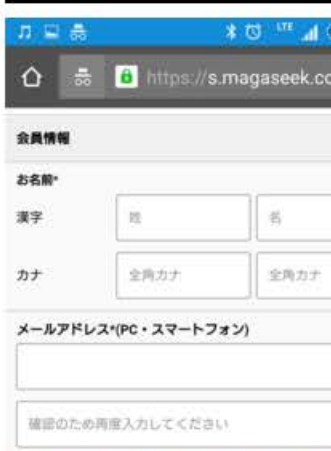 LTE
https://s.magaseek.co
会員情報
お名前*
漢字 姓 名
カナ 全角カナ 全角カナ
メールアドレス*(PC・スマートフォン)
確認のため再度入力してください